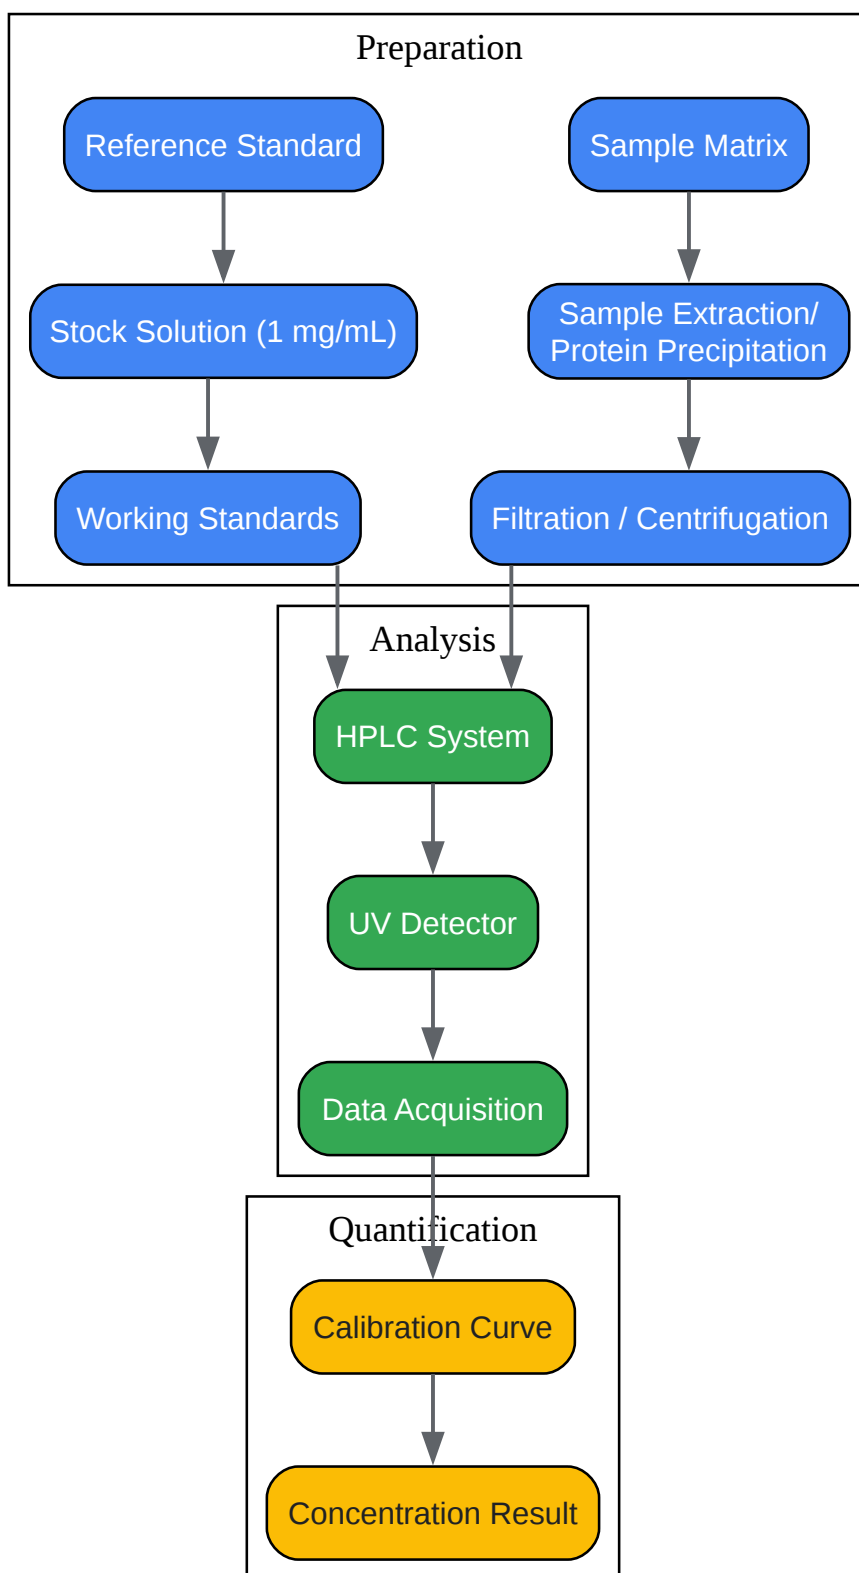 Preparation
Reference Standard
Sample Matrix
Stock Solution (1 mg/mL)
Sample Extraction/
Protein Precipitation
Working Standards
Filtration / Centrifugation
Analysis
HPLC System
UV Detector
Data Acquisition
Quantification
Calibration Curve
Concentration Result